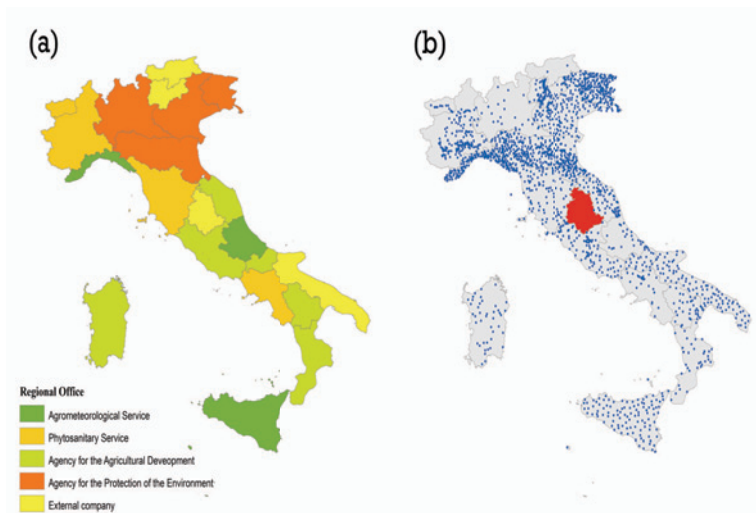 (a)
(b)
Regional Office
Agrometeorological Service
Phytosanitary Service
Agency for the Agricultural Deveopment
Agency for the Protection of the Environment
External company